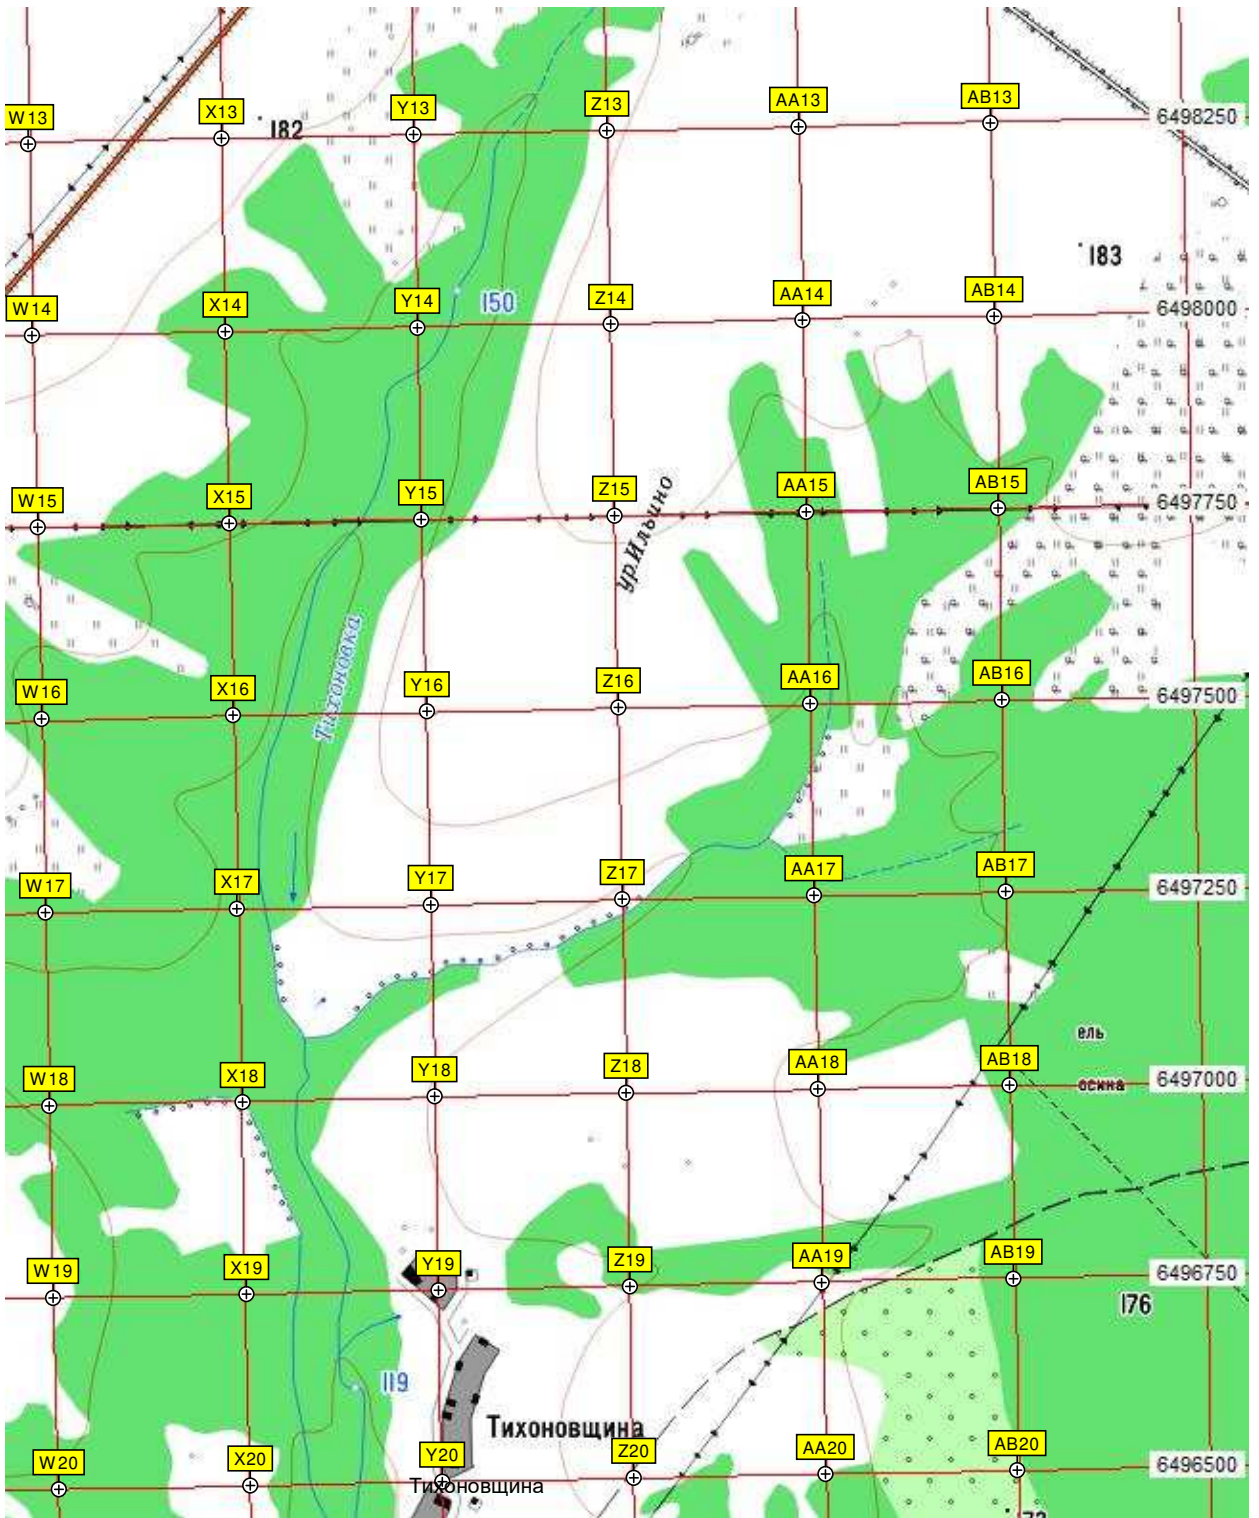 W13 X13 Y13 Z13 AA13 AB13 6498250
182
183
W14 X14 Y14 150 Z14 AA14 AB14 6498000
W15 X15 Y15 Z15 AA15 AB15 6497750
ур.Ильино
Тихоновка
W16 X16 Y16 Z16 AA16 AB16 6497500
W17 X17 Y17 Z17 AA17 AB17 6497250
ель
осина
W18 X18 Y18 Z18 AA18 AB18 6497000
W19 X19 Y19 Z19 AA19 AB19 6496750
176
119
Тихоновщина
W20 X20 Y20 Z20 AA20 AB20 6496500
Тихоновщина